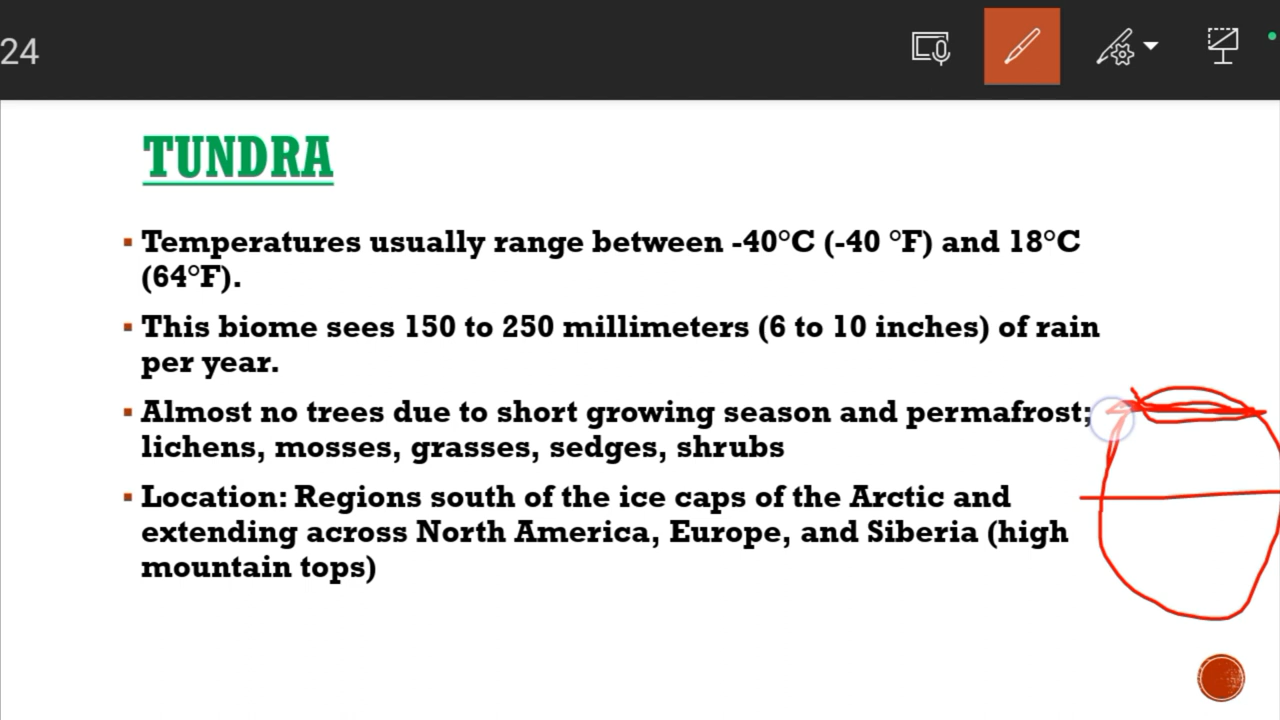 24
TUNDRA
▪ Temperatures usually range between -40°C (-40 °F) and 18°C
(64°F).
▪ This biome sees 150 to 250 millimeters (6 to 10 inches) of rain
per year.
▪ Almost no trees due to short growing season and permafrost;
lichens, mosses, grasses, sedges, shrubs
▪ Location: Regions south of the ice caps of the Arctic and
extending across North America, Europe, and Siberia (high
mountain tops)